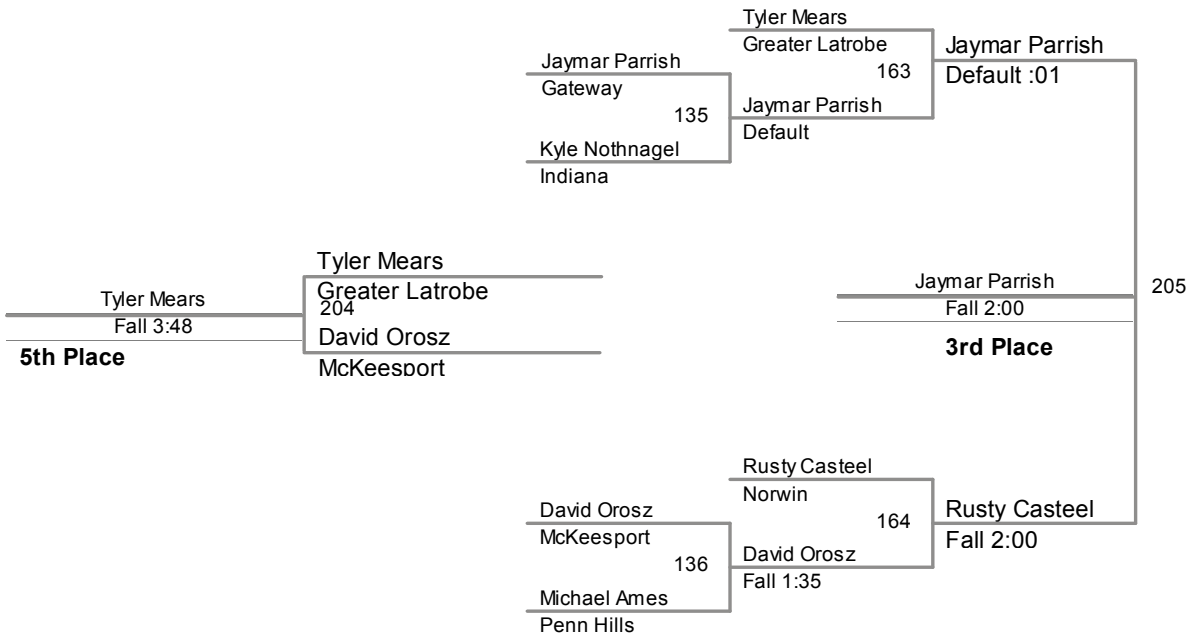 Tyler Mears
Greater Latrobe
Jaymar Parrish
163
Default :01
Jaymar Parrish
Gateway
135
Jaymar Parrish
Default
Kyle Nothnagel
Indiana
Tyler Mears
Greater Latrobe
204
Tyler Mears
Fall 3:48
5th Place
David Orosz
McKeesport
Jaymar Parrish
205
Fall 2:00
3rd Place
Rusty Casteel
Norwin
David Orosz
McKeesport
164
Rusty Casteel
Fall 2:00
136
David Orosz
Fall 1:35
Michael Ames
Penn Hills